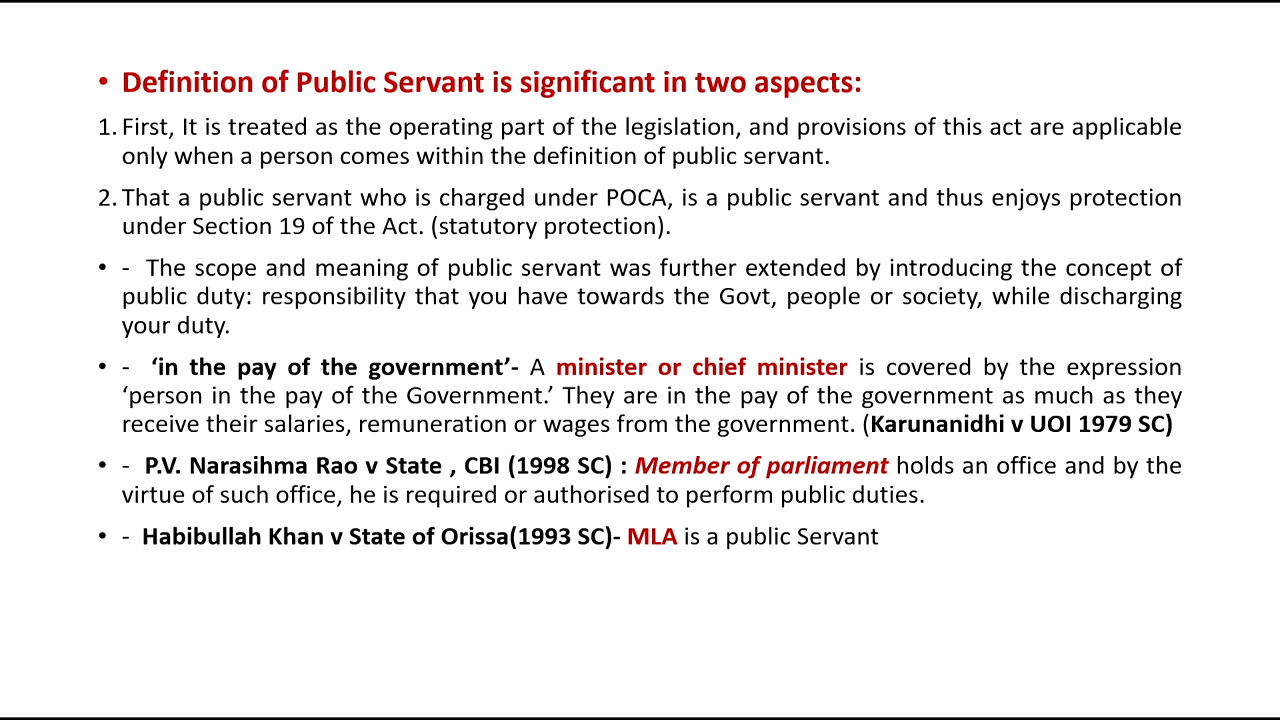 • Definition of Public Servant is significant in two aspects:
1. First, It is treated as the operating part of the legislation, and provisions of this act are applicable
only when a person comes within the definition of public servant.
2. That a public servant who is charged under POCA, is a public servant and thus enjoys protection
under Section 19 of the Act. (statutory protection).
• - The scope and meaning of public servant was further extended by introducing the concept of
public duty: responsibility that you have towards the Govt, people or society, while discharging
your duty.
• - ‘in the pay of the government’- A minister or chief minister is covered by the expression
‘person in the pay of the Government.’ They are in the pay of the government as much as they
receive their salaries, remuneration or wages from the government. (Karunanidhi v UOI 1979 SC)
• - P.V. Narasihma Rao v State , CBI (1998 SC) : Member of parliament holds an office and by the
virtue of such office, he is required or authorised to perform public duties.
• - Habibullah Khan v State of Orissa(1993 SC)- MLA is a public Servant